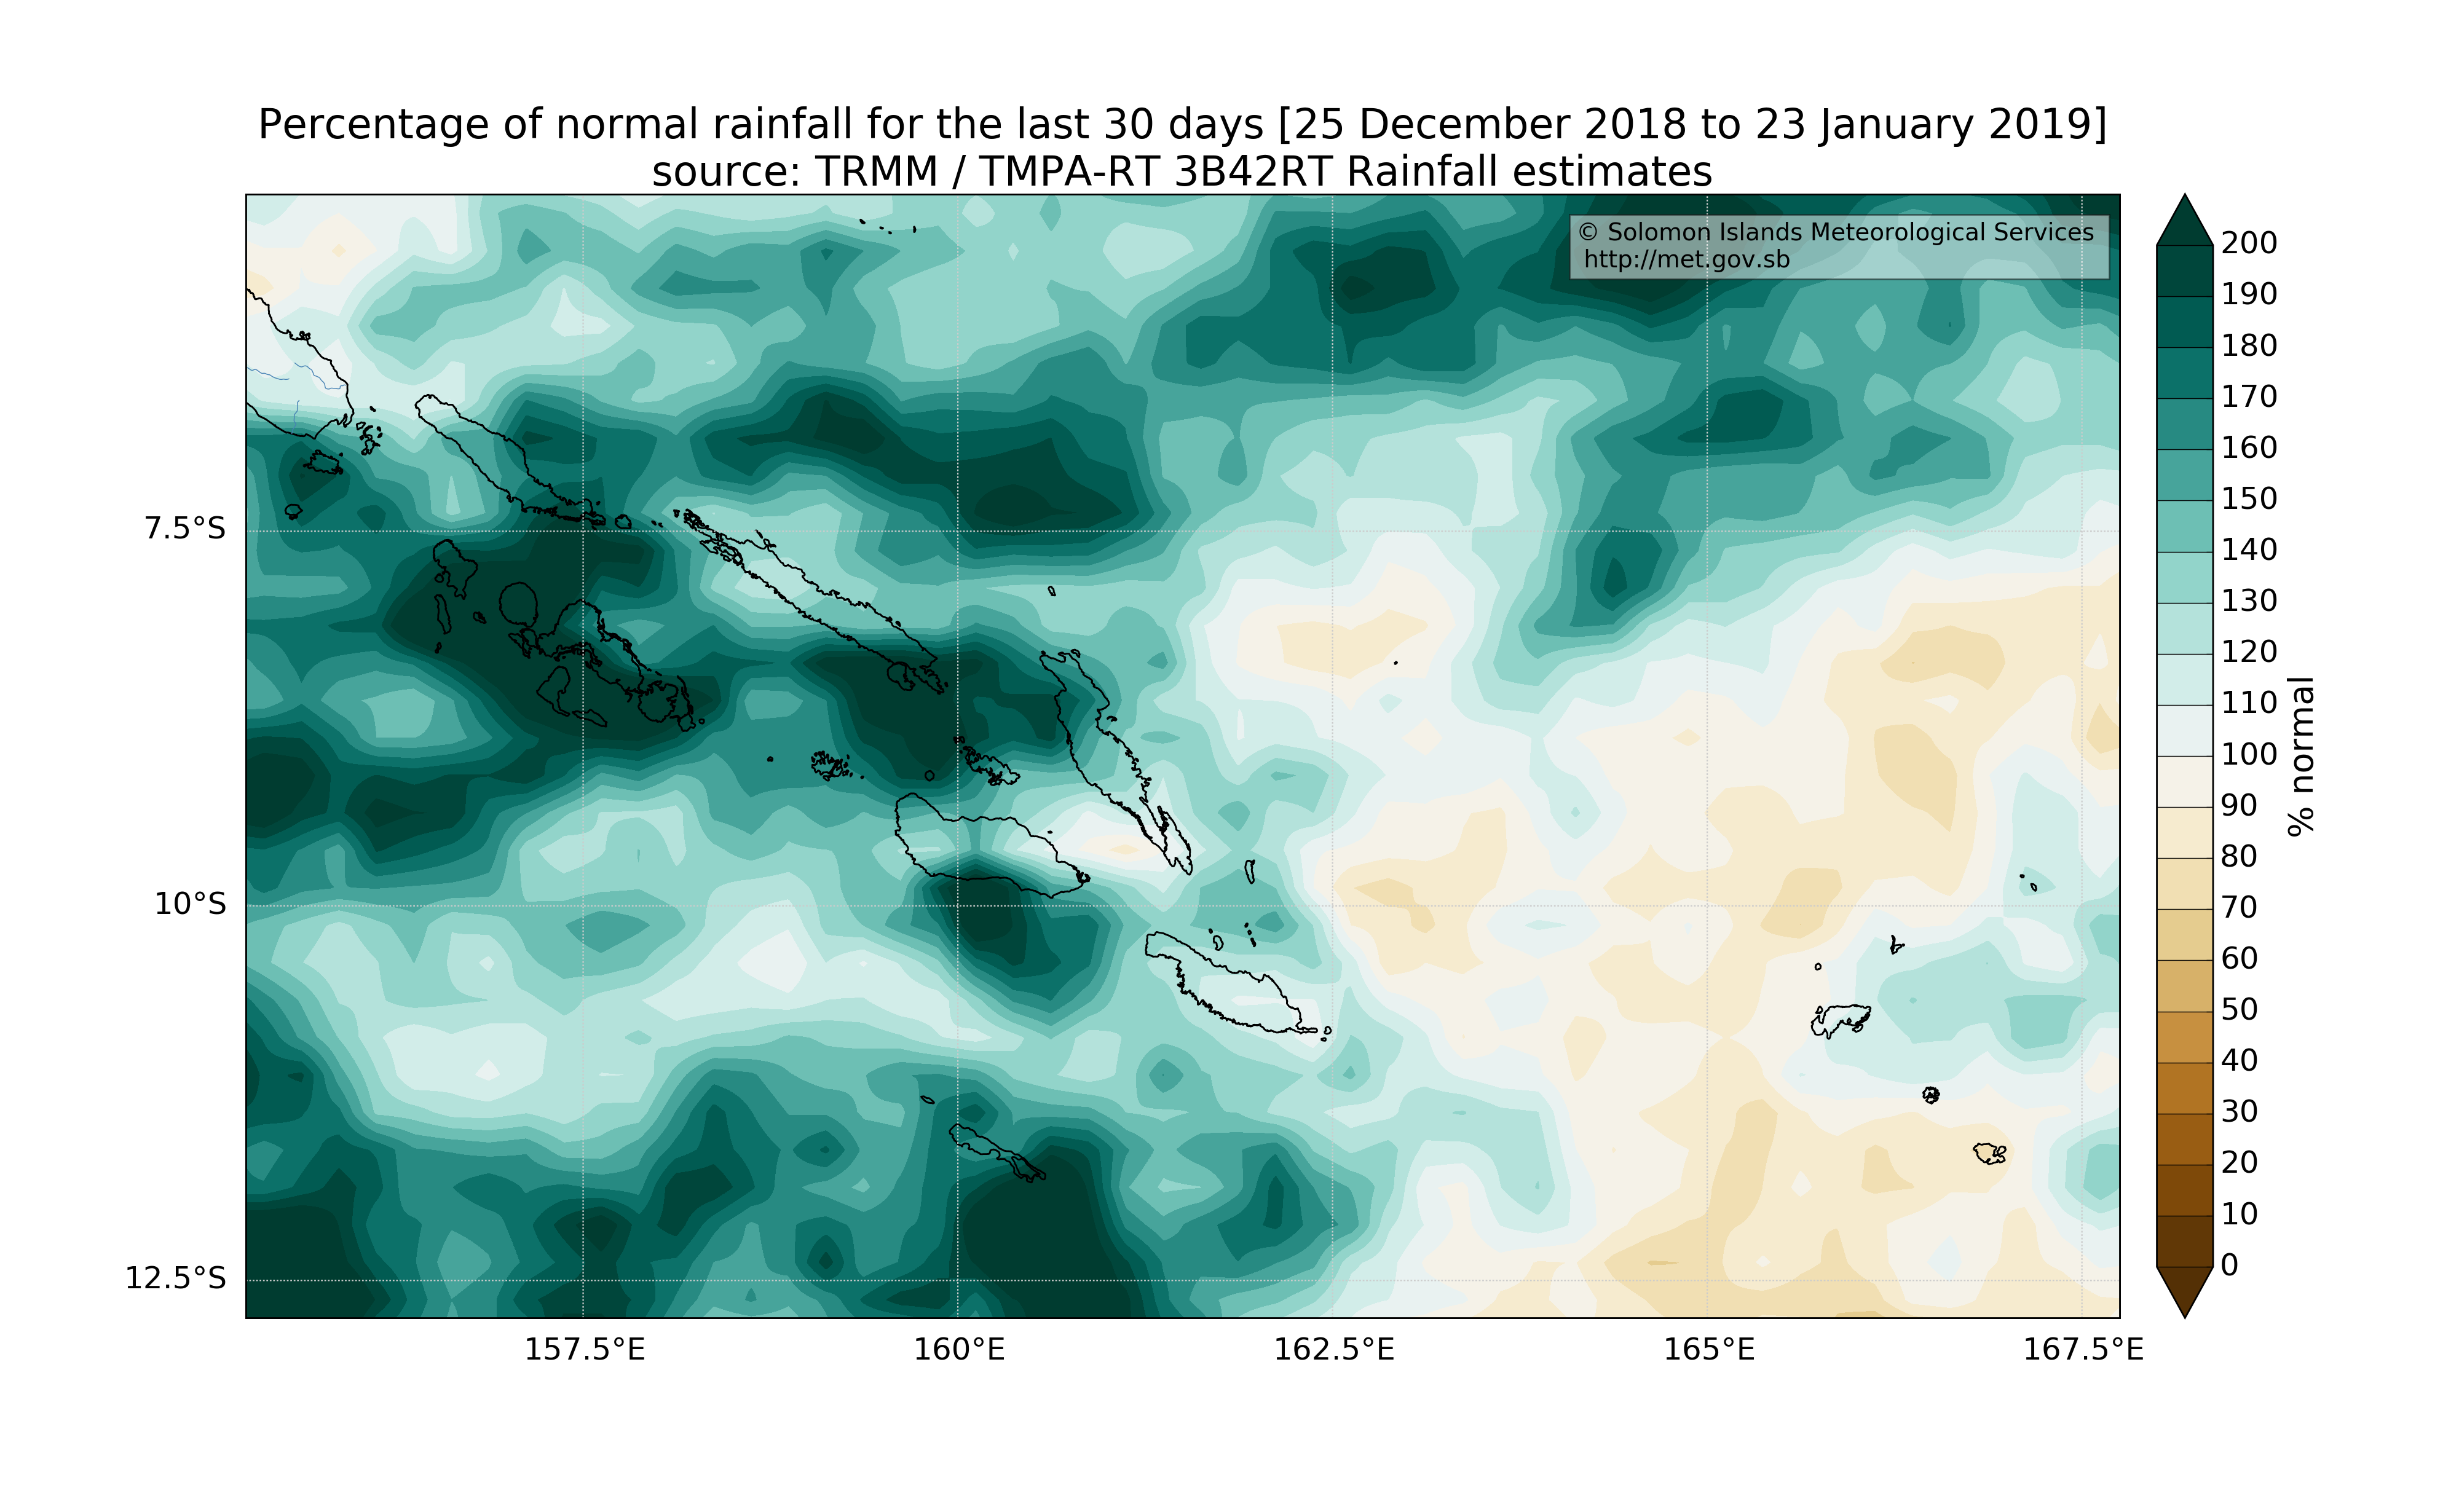 Percentage of normal rainfall for the last 30 days [25 December 2018 to 23 January 2019]
source: TRMM / TMPA-RT 3B42RT Rainfall estimates
© Solomon Islands Meteorological Services
http://met.gov.sb
7.5°S
10°S
12.5°S
157.5°E
160°E
162.5°E
165°E
167.5°E
200
190
180
170
160
150
140
130
120
110
100
90
80
70
60
50
40
30
20
10
0
% normal